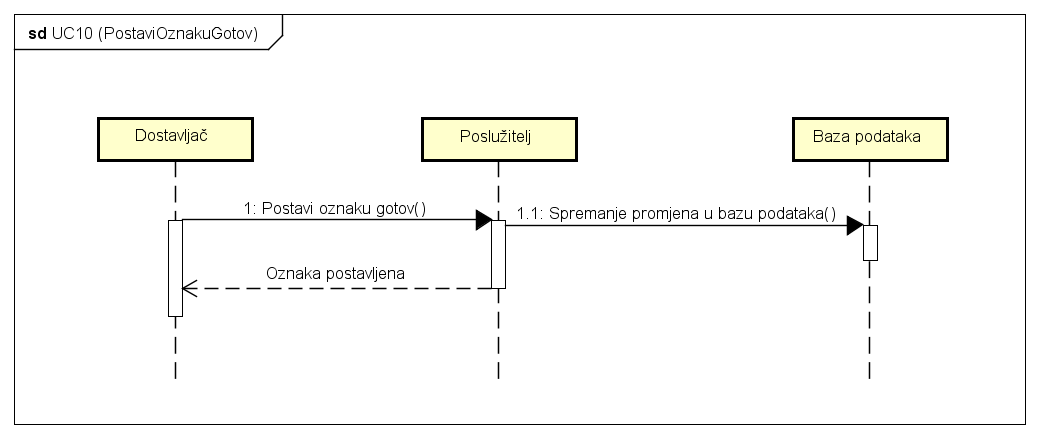 sd UC10 (PostaviOznakuGotov)
Dostavljač
Poslužitelj
Baza podataka
1: Postavi oznaku gotov()
1.1: Spremanje promjena u bazu podataka()
Oznaka postavljena